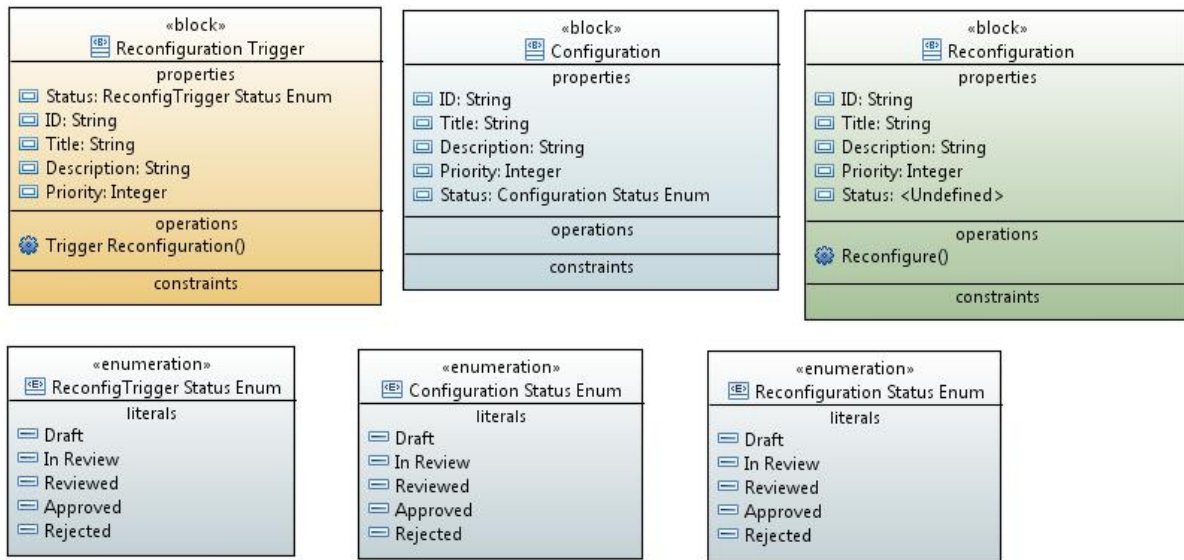 «block»
Reconfiguration Trigger
properties
Status: ReconfigTrigger Status Enum
ID: String
Title: String
Description: String
Priority: Integer
operations
Trigger Reconfiguration()
constraints
«block»
Configuration
properties
ID: String
Title: String
Description: String
Priority: Integer
Status: Configuration Status Enum
operations
constraints
«block»
Reconfiguration
properties
ID: String
Title: String
Description: String
Priority: Integer
Status: <Undefined>
operations
Reconfigure()
constraints
«enumeration»
ReconfigTrigger Status Enum
literals
Draft
In Review
Reviewed
Approved
Rejected
«enumeration»
Configuration Status Enum
literals
Draft
In Review
Reviewed
Approved
Rejected
«enumeration»
Reconfiguration Status Enum
literals
Draft
In Review
Reviewed
Approved
Rejected